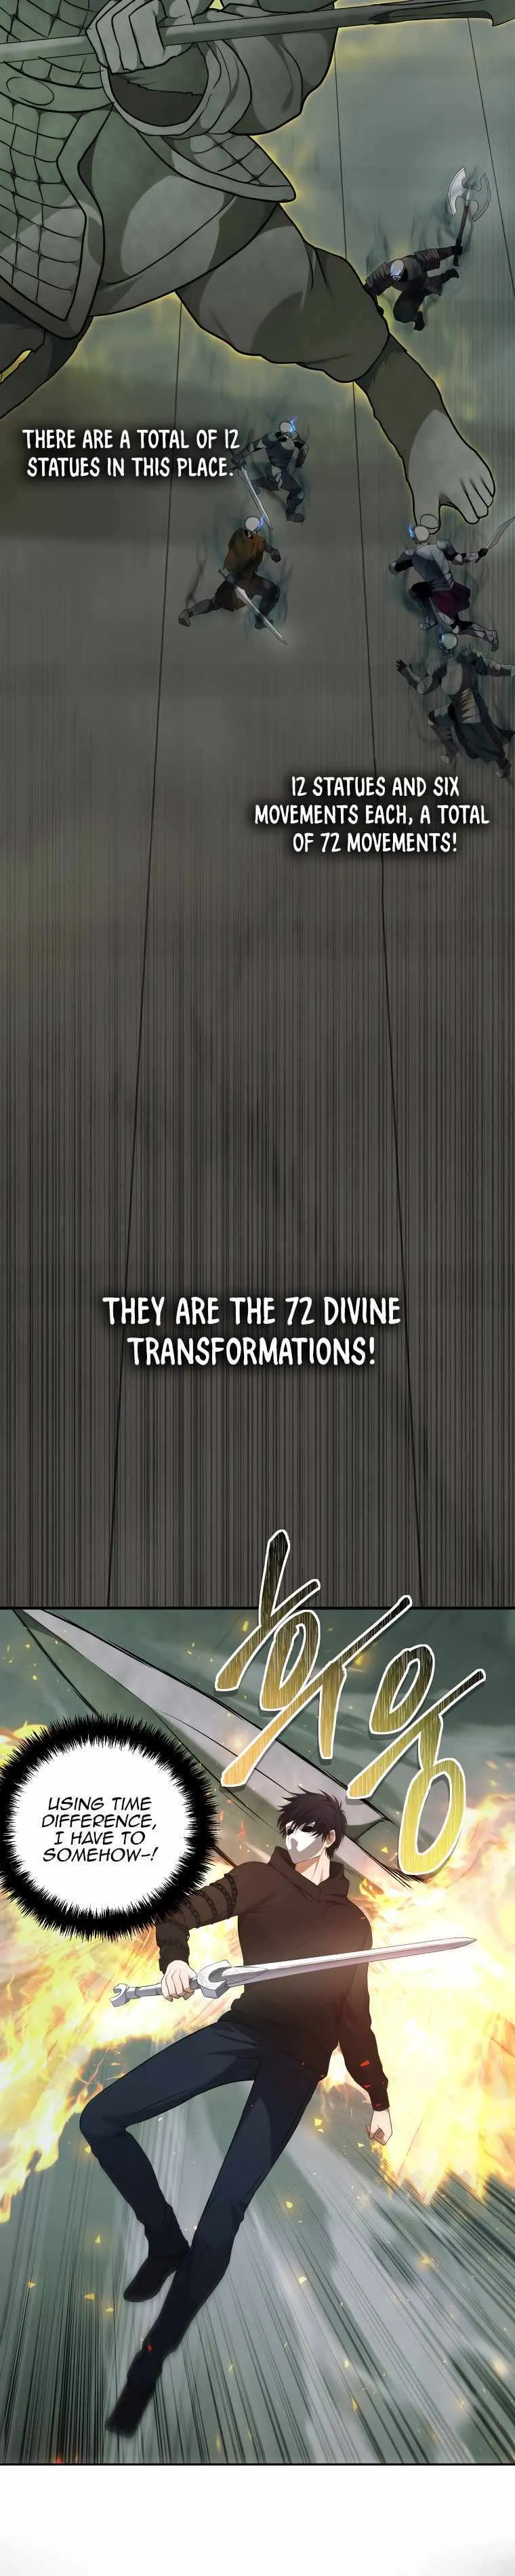 THERE ARE A TOTAL OF 12
STATUES IN THIS PLACE.
12 STATUES AND SIX
MOVEMENTS EACH, A TOTAL
OF 72 MOVEMENTS!
THEY ARE THE 72 DIVINE
TRANSFORMATIONS!
USING TIME
DIFFERENCE,
I HAVE TO
SOMEHOW-!